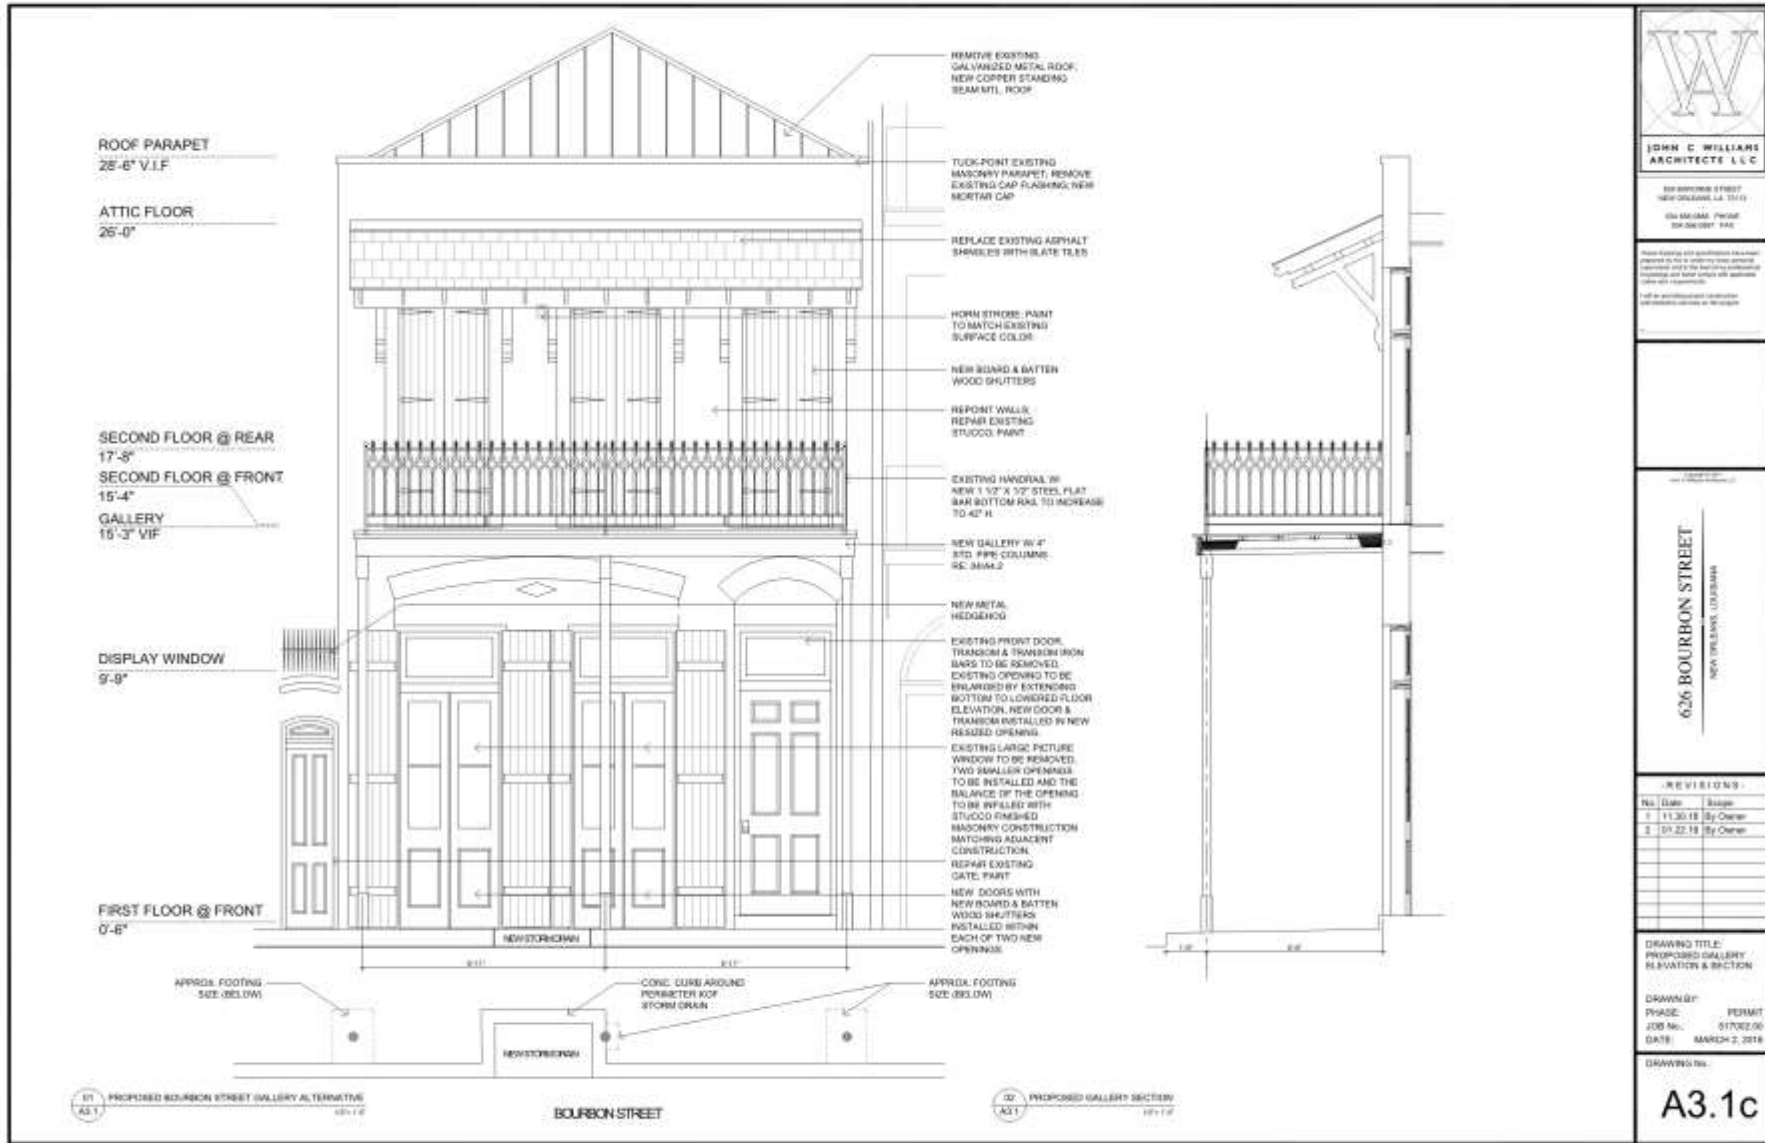 ROOF PARAPET
28'-6" V.I.F
ATTIC FLOOR
26'-0"
SECOND FLOOR @ REAR
17'-8"
SECOND FLOOR @ FRONT
15'-4"
GALLERY
15'-3" VIF
DISPLAY WINDOW
9'-9"
FIRST FLOOR @ FRONT
0'-6"
REMOVE EXISTING
GALVANIZED METAL ROOF;
NEW COPPER STANDING
SEAM MTL. ROOF
TUCK-POINT EXISTING
MASONRY PARAPET; REMOVE
EXISTING CAP FLASHING; NEW
MORTAR CAP
REPLACE EXISTING ASPHALT
SHINGLES WITH SLATE TILES
HORN STROBE; PAINT
TO MATCH EXISTING
SURFACE COLOR
NEW BOARD & BATTEN
WOOD SHUTTERS
REPOINT WALLS;
REPAIR EXISTING
STUCCO; PAINT
EXISTING HANDRAIL W/
NEW 1 1/2" X 1/2" STEEL FLAT
BAR BOTTOM RAIL TO INCREASE
TO 42" H.
NEW GALLERY W/ 4"
STD. PIPE COLUMNS
RE:
NEW METAL
HEDGEHOG
EXISTING FRONT DOOR,
TRANSOM & TRANSOM IRON
BARS TO BE REMOVED.
EXISTING OPENING TO BE
ENLARGED BY EXTENDING
BOTTOM TO LOWERED FLOOR
ELEVATION. NEW DOOR &
TRANSOM INSTALLED IN NEW
RESIZED OPENING.
EXISTING LARGE PICTURE
WINDOW TO BE REMOVED.
TWO SMALLER OPENINGS
TO BE INSTALLED AND THE
BALANCE OF THE OPENING
TO BE INFILLED WITH
STUCCO FINISHED
MASONRY CONSTRUCTION
MATCHING ADJACENT
CONSTRUCTION.
REPAIR EXISTING
GATE; PAINT
NEW DOORS WITH
NEW BOARD & BATTEN
WOOD SHUTTERS
INSTALLED WITHIN
EACH OF TWO NEW
OPENINGS.
NEW STORM DRAIN
APPROX. FOOTING
SIZE (BELOW)
CONC. CURB AROUND
PERIMETER KOF
STORM DRAIN
APPROX. FOOTING
SIZE (BELOW)
NEW STORM DRAIN
01
A3.1
PROPOSED BOURBON STREET GALLERY ALTERNATIVE
BOURBON STREET
02
A3.1
PROPOSED GALLERY SECTION
WA
JOHN C WILLIAMS
ARCHITECTS LLC
NEW ORLEANS, LA
PHONE
FAX
626 BOURBON STREET
NEW ORLEANS, LOUISIANA
-REVISIONS-
No. Date Scope
1 11.30.18 By Owner
2 01.22.19 By Owner
DRAWING TITLE:
PROPOSED GALLERY
ELEVATION & SECTION
DRAWN BY:
PHASE: PERMIT
JOB No.:
DATE: MARCH 2, 2018
DRAWING No.
A3.1c